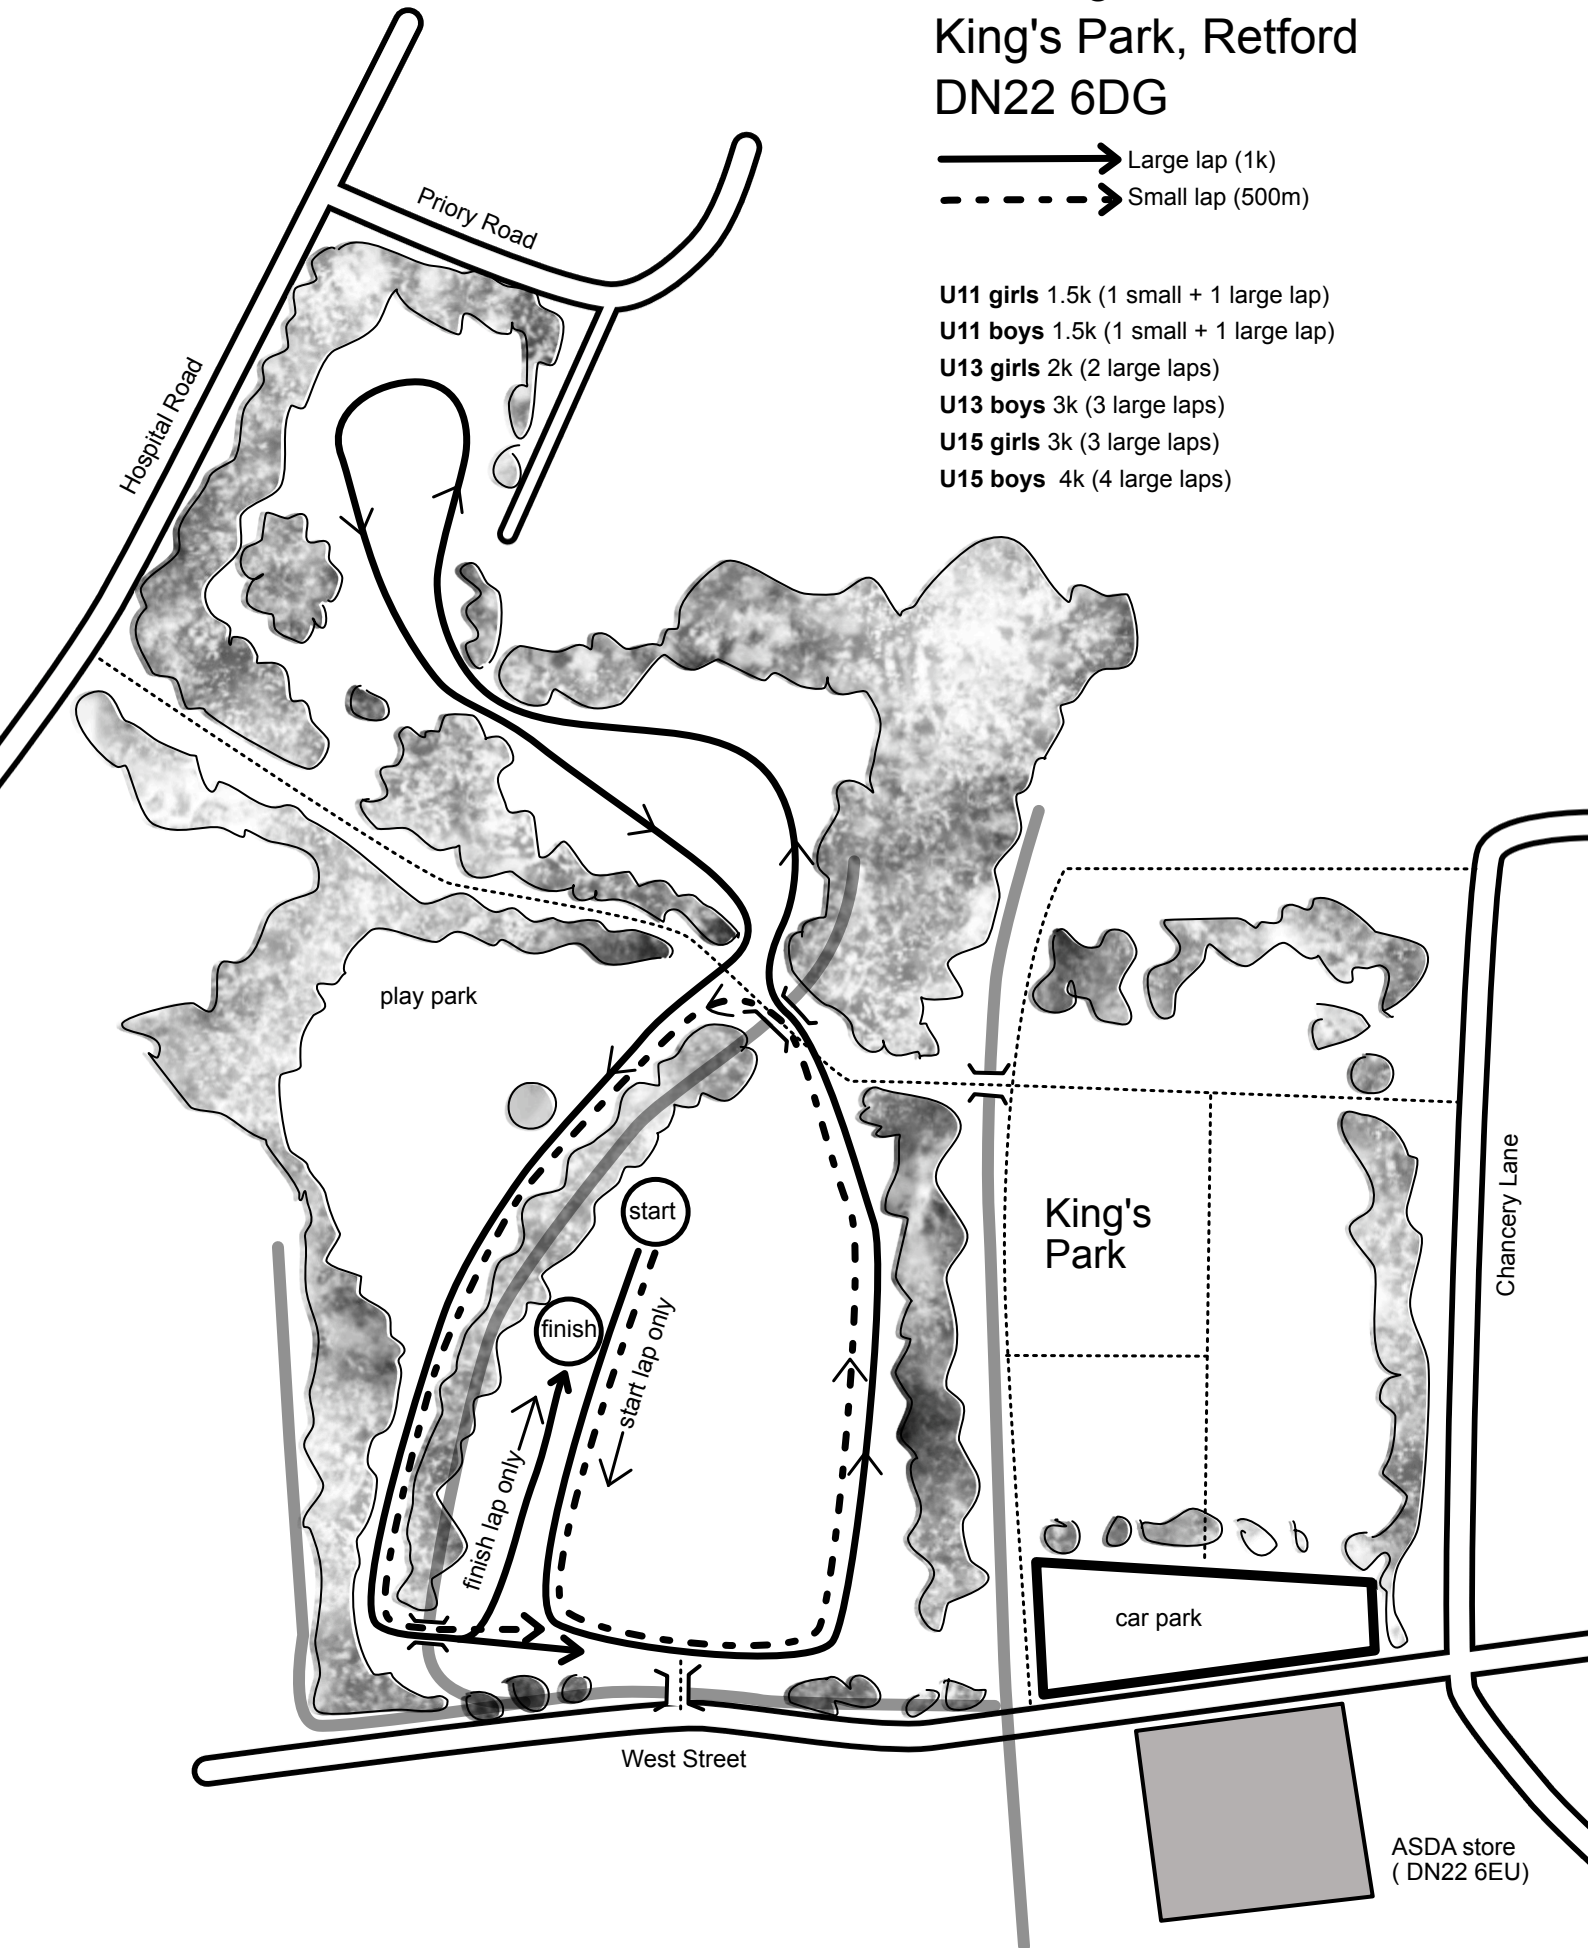 King's Park, Retford
DN22 6DG
Large lap (1k)
Small lap (500m)
U11 girls 1.5k (1 small + 1 large lap)
U11 boys 1.5k (1 small + 1 large lap)
U13 girls 2k (2 large laps)
U13 boys 3k (3 large laps)
U15 girls 3k (3 large laps)
U15 boys  4k (4 large laps)
Priory Road
Hospital Road
play park
start
King's
Park
Chancery Lane
finish
start lap only
finish lap only
car park
West Street
ASDA store
( DN22 6EU)